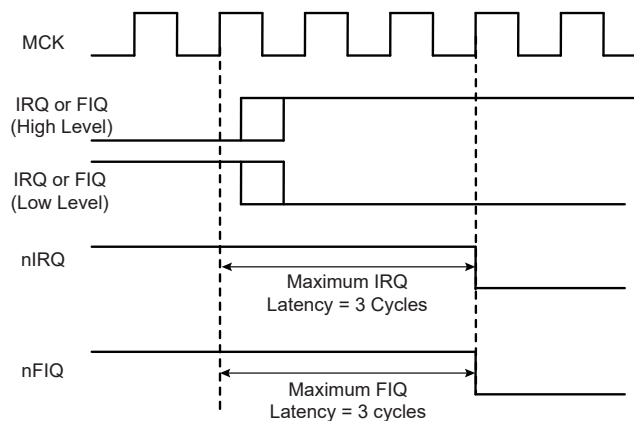 MCK
IRQ or FIQ
(High Level)
IRQ or FIQ
(Low Level)
nIRQ
Maximum IRQ
Latency = 3 Cycles
nFIQ
Maximum FIQ
Latency = 3 cycles